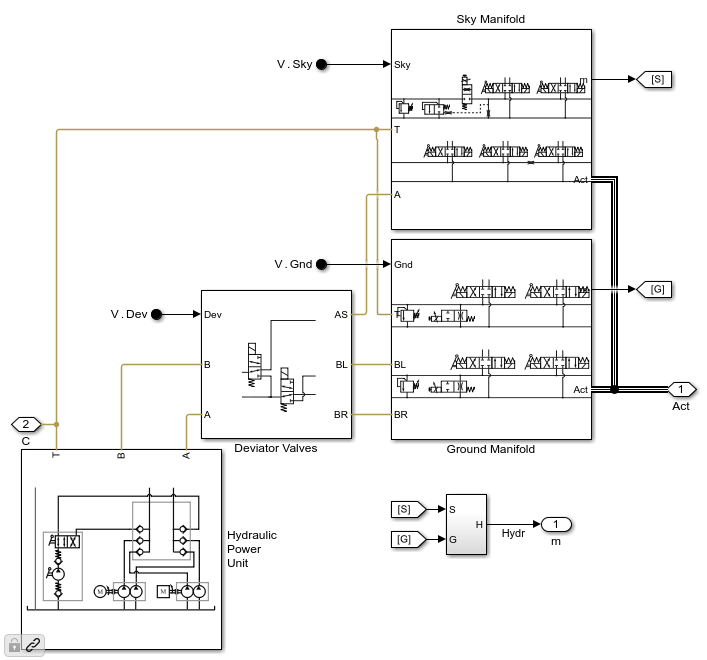 Sky Manifold
V.Sky
Sky
m
[S]
T
Act
A
V.Gnd
Gnd
[G]
V.Dev
Dev
AS
T
B
BL
BL
Act
1
Act
A
BR
BR
2
C
Deviator Valves
Ground Manifold
T
B
A
[S]
S
H
Hydr
1
m
[G]
G
Hydraulic
Power
Unit
M
M